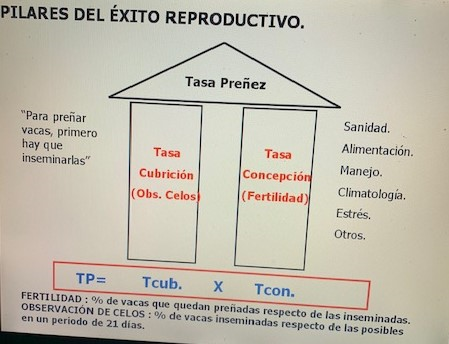 PILARES DEL ÉXITO REPRODUCTIVO.
Tasa Preñez
"Para preñar
vacas, primero
hay que
inseminarlas"
Tasa
Cubrición
(Obs. Celos)
Tasa
Concepción
(Fertilidad)
Sanidad.
Alimentación.
Manejo.
Climatología.
Estrés.
Otros.
TP= Tcub. X Tcon.
FERTILIDAD : % de vacas que quedan preñadas respecto de las inseminadas.
OBSERVACIÓN DE CELOS : % de vacas inseminadas respecto de las posibles
en un periodo de 21 días.